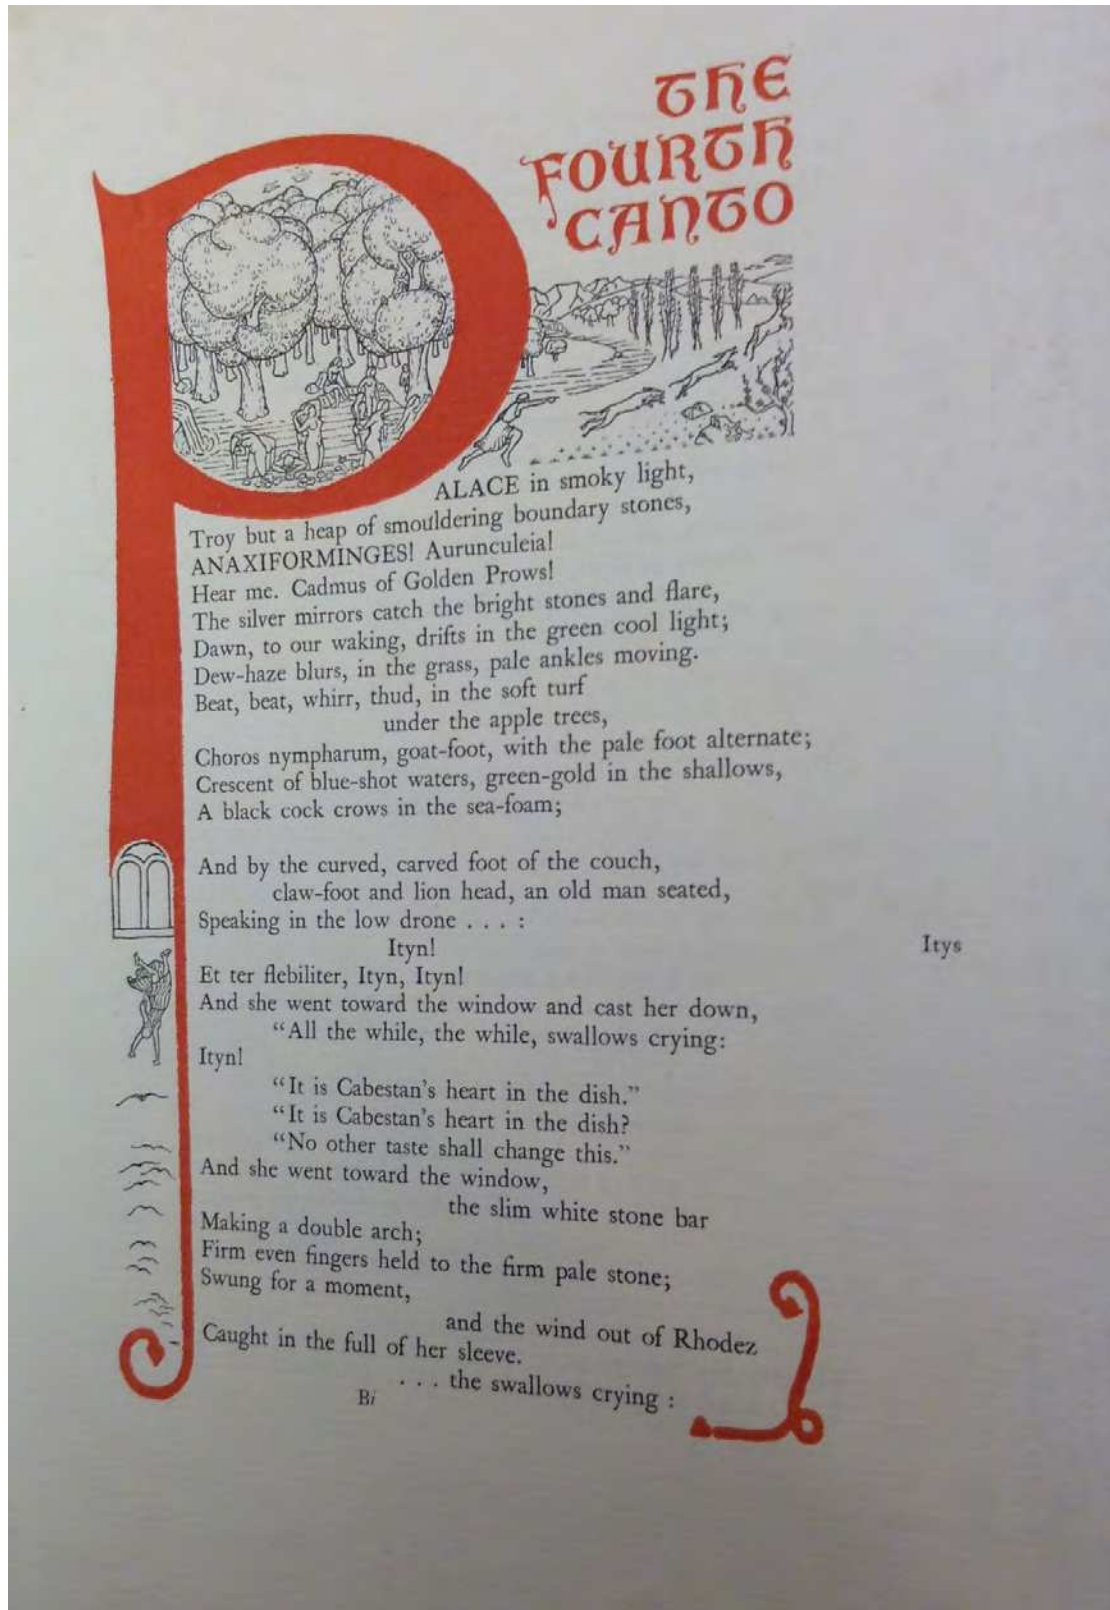 THE
FOURTH
CANTO
PALACE in smoky light,
Troy but a heap of smouldering boundary stones,
ANAXIFORMINGES! Aurunculeia!
Hear me. Cadmus of Golden Prows!
The silver mirrors catch the bright stones and flare,
Dawn, to our waking, drifts in the green cool light;
Dew-haze blurs, in the grass, pale ankles moving.
Beat, beat, whirr, thud, in the soft turf
under the apple trees,
Choros nympharum, goat-foot, with the pale foot alternate;
Crescent of blue-shot waters, green-gold in the shallows,
A black cock crows in the sea-foam;
And by the curved, carved foot of the couch,
claw-foot and lion head, an old man seated,
Speaking in the low drone . . . :
Ityn! Itys
Et ter flebiliter, Ityn, Ityn!
And she went toward the window and cast her down,
“All the while, the while, swallows crying:
Ityn!
“It is Cabestan’s heart in the dish.”
“It is Cabestan’s heart in the dish?
“No other taste shall change this.”
And she went toward the window,
the slim white stone bar
Making a double arch;
Firm even fingers held to the firm pale stone;
Swung for a moment,
and the wind out of Rhodez
Caught in the full of her sleeve.
. . . the swallows crying :
Bi